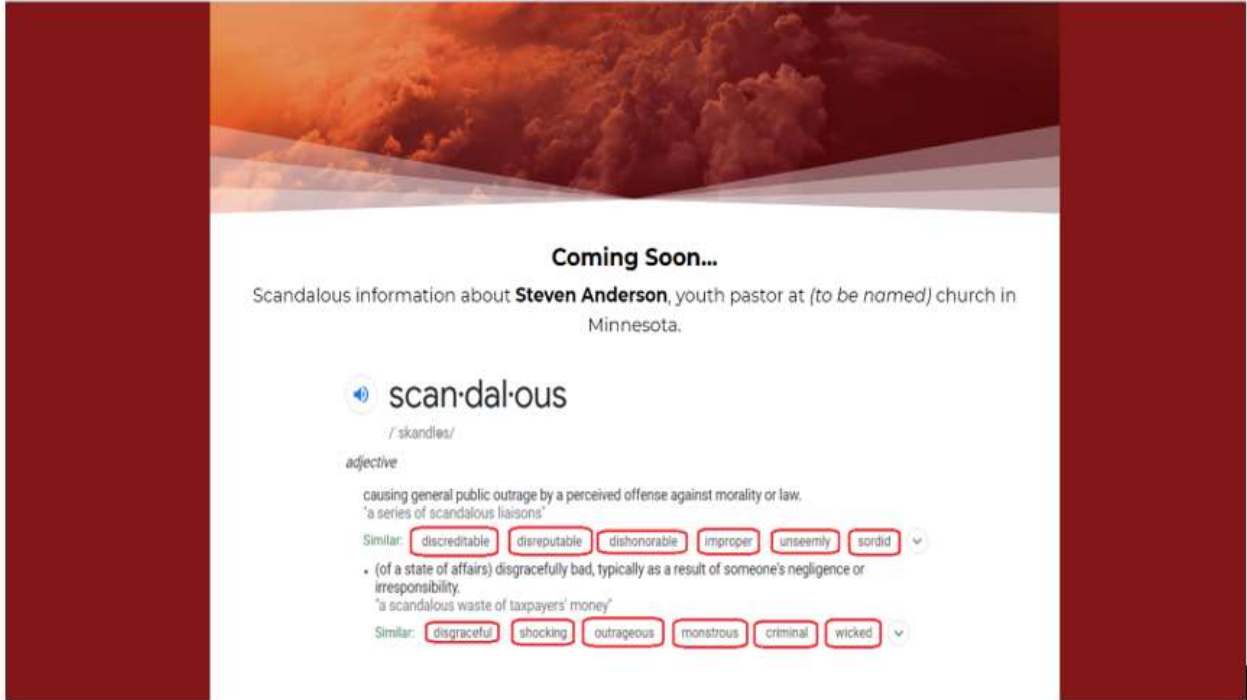 Coming Soon...
Scandalous information about Steven Anderson, youth pastor at (to be named) church in
Minnesota.
scan·dal·ous
/ˈskandləs/
adjective
causing general public outrage by a perceived offense against morality or law.
"a series of scandalous liaisons"
Similar: discreditable disreputable dishonorable improper unseemly sordid
• (of a state of affairs) disgracefully bad, typically as a result of someone's negligence or
irresponsibility.
"a scandalous waste of taxpayers' money"
Similar: disgraceful shocking outrageous monstrous criminal wicked